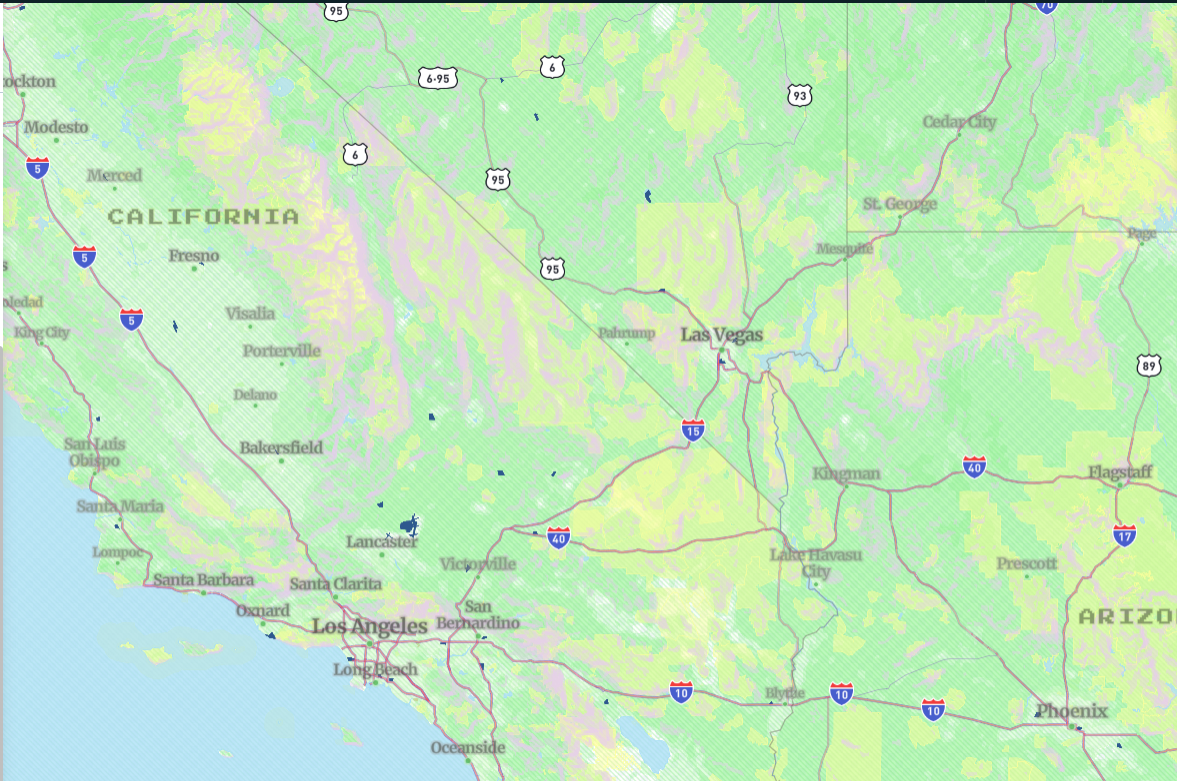 95
70
6·95
6
93
ockton
Modesto
Cedar City
5
6
Merced
95
St. George
CALIFORNIA
Page
5
Fresno
Mesquite
95
oledad
Visalia
5
King City
Pahrump
Las Vegas
Porterville
89
Delano
15
San Luis
Obispo
Bakersfield
Kingman
40
Flagstaff
Santa Maria
Lancaster
40
17
Lompoc
Victorville
Lake Havasu
City
Prescott
Santa Barbara
Santa Clarita
Oxnard
San
Bernardino
Los Angeles
ARIZO
Long Beach
10
Blythe
10
10
Phoenix
Oceanside